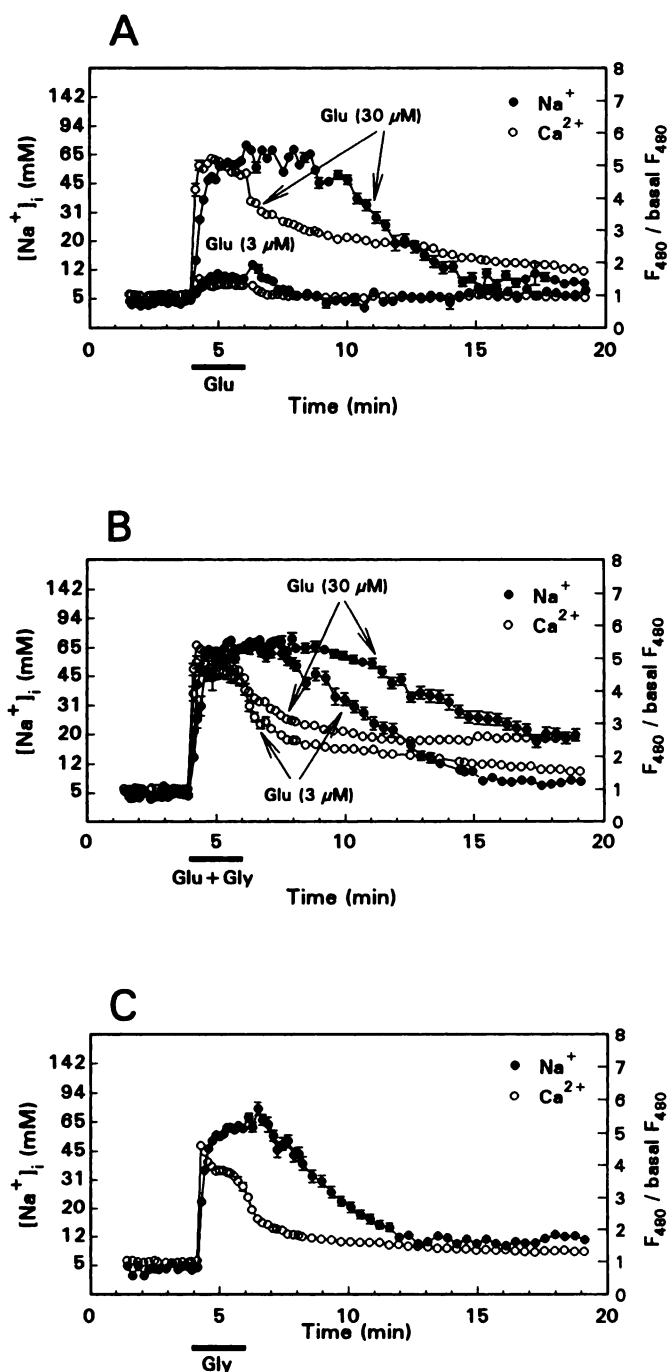 A
[Na⁺]ᵢ (mM)
142
94
65
45
31
20
12
5
Glu (30 µM)
Glu (3 µM)
Na⁺
Ca²⁺
8
7
6
5
4
3
2
1
0
F₄₈₀ / basal F₄₈₀
0 5 10 15 20
Glu
Time (min)
B
[Na⁺]ᵢ (mM)
142
94
65
45
31
20
12
5
Glu (30 µM)
Glu (3 µM)
Na⁺
Ca²⁺
8
7
6
5
4
3
2
1
0
F₄₈₀ / basal F₄₈₀
0 5 10 15 20
Glu + Gly
Time (min)
C
[Na⁺]ᵢ (mM)
142
94
65
45
31
20
12
5
Na⁺
Ca²⁺
8
7
6
5
4
3
2
1
0
F₄₈₀ / basal F₄₈₀
0 5 10 15 20
Time (min)
Gly